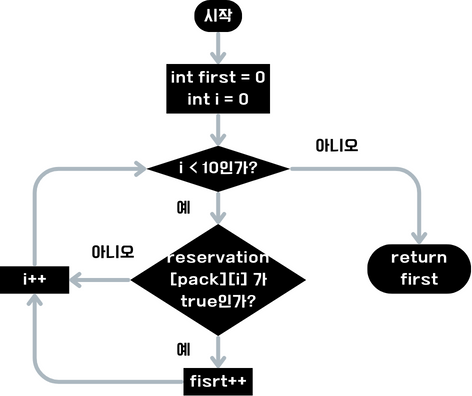 시작
int first = 0
int i = 0
i < 10인가?
아니오
예
reservation
[pack][i] 가
true인가?
아니오
i++
return
first
예
fisrt++